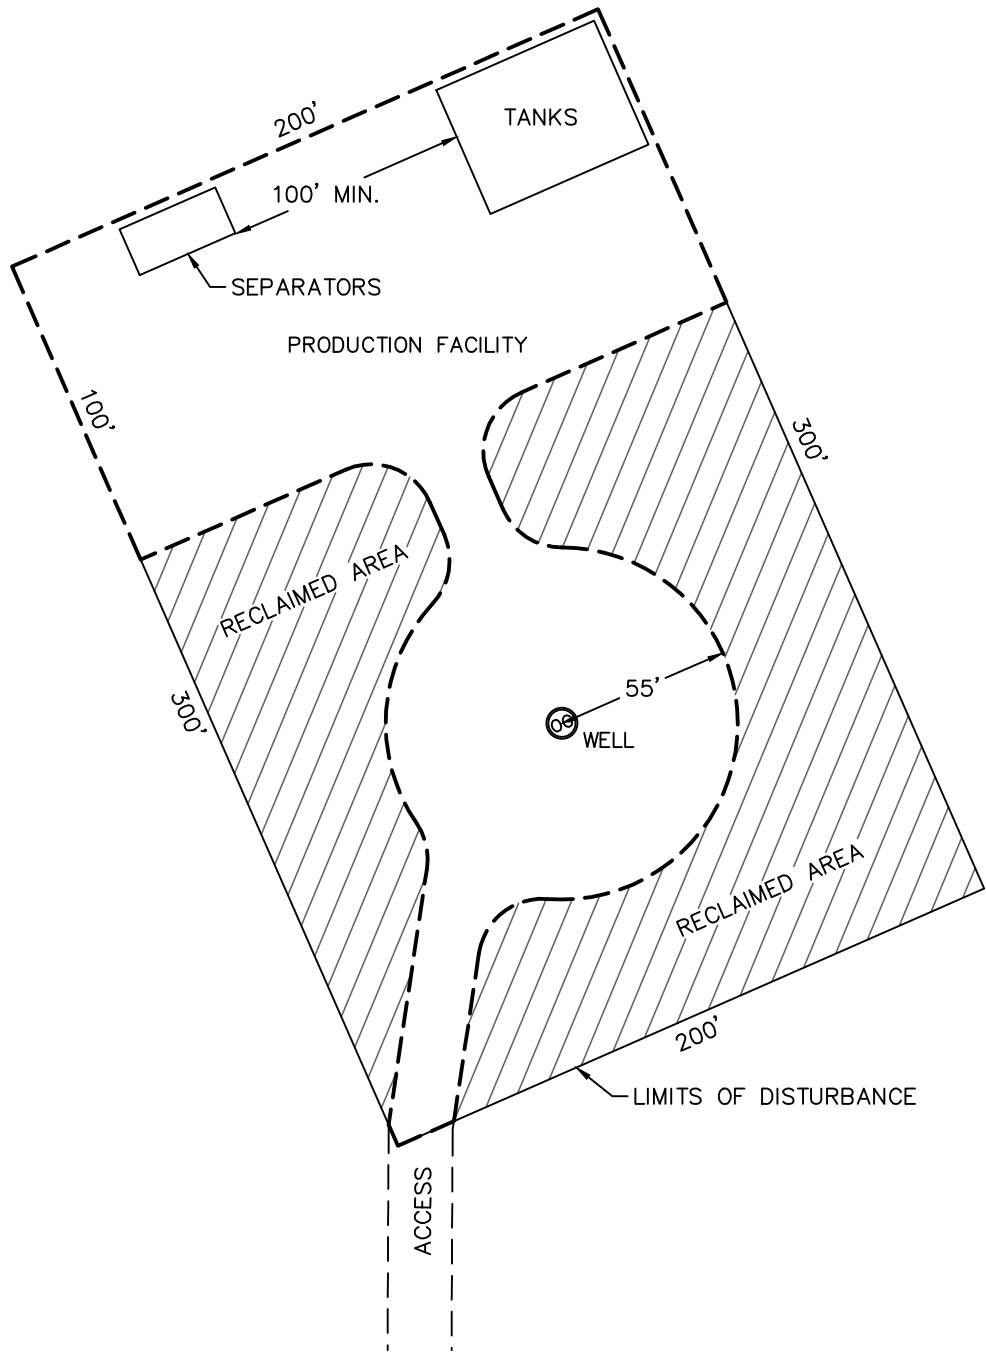 200'
TANKS
100' MIN.
SEPARATORS
PRODUCTION FACILITY
100'
300'
RECLAIMED AREA
300'
55'
WELL
RECLAIMED AREA
200'
LIMITS OF DISTURBANCE
ACCESS